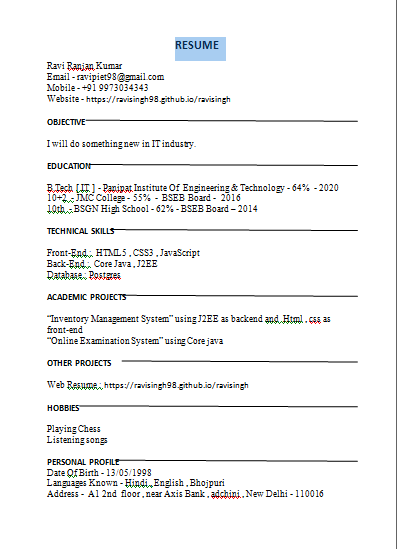 RESUME
Ravi Ranjan Kumar
Email - ravipiet98@gmail.com
Mobile - +91 9973034343
Website - https://ravisingh98.github.io/ravisingh
OBJECTIVE
I will do something new in IT industry.
EDUCATION
B.Tech [ IT ] - Panipat Institute Of Engineering & Technology - 64% - 2020
10+2 - JMC College - 55% - BSEB Board - 2016
10th - BSGN High School - 62% - BSEB Board – 2014
TECHNICAL SKILLS
Front-End : HTML5 , CSS3 , JavaScript
Back-End : Core Java , J2EE
Database : Postgres
ACADEMIC PROJECTS
“Inventory Management System” using J2EE as backend and Html , css as
front-end
“Online Examination System” using Core java
OTHER PROJECTS
Web Resume : https://ravisingh98.github.io/ravisingh
HOBBIES
Playing Chess
Listening songs
PERSONAL PROFILE
Date Of Birth - 13/05/1998
Languages Known - Hindi , English , Bhojpuri
Address - A1 2nd floor , near Axis Bank , adchini , New Delhi - 110016